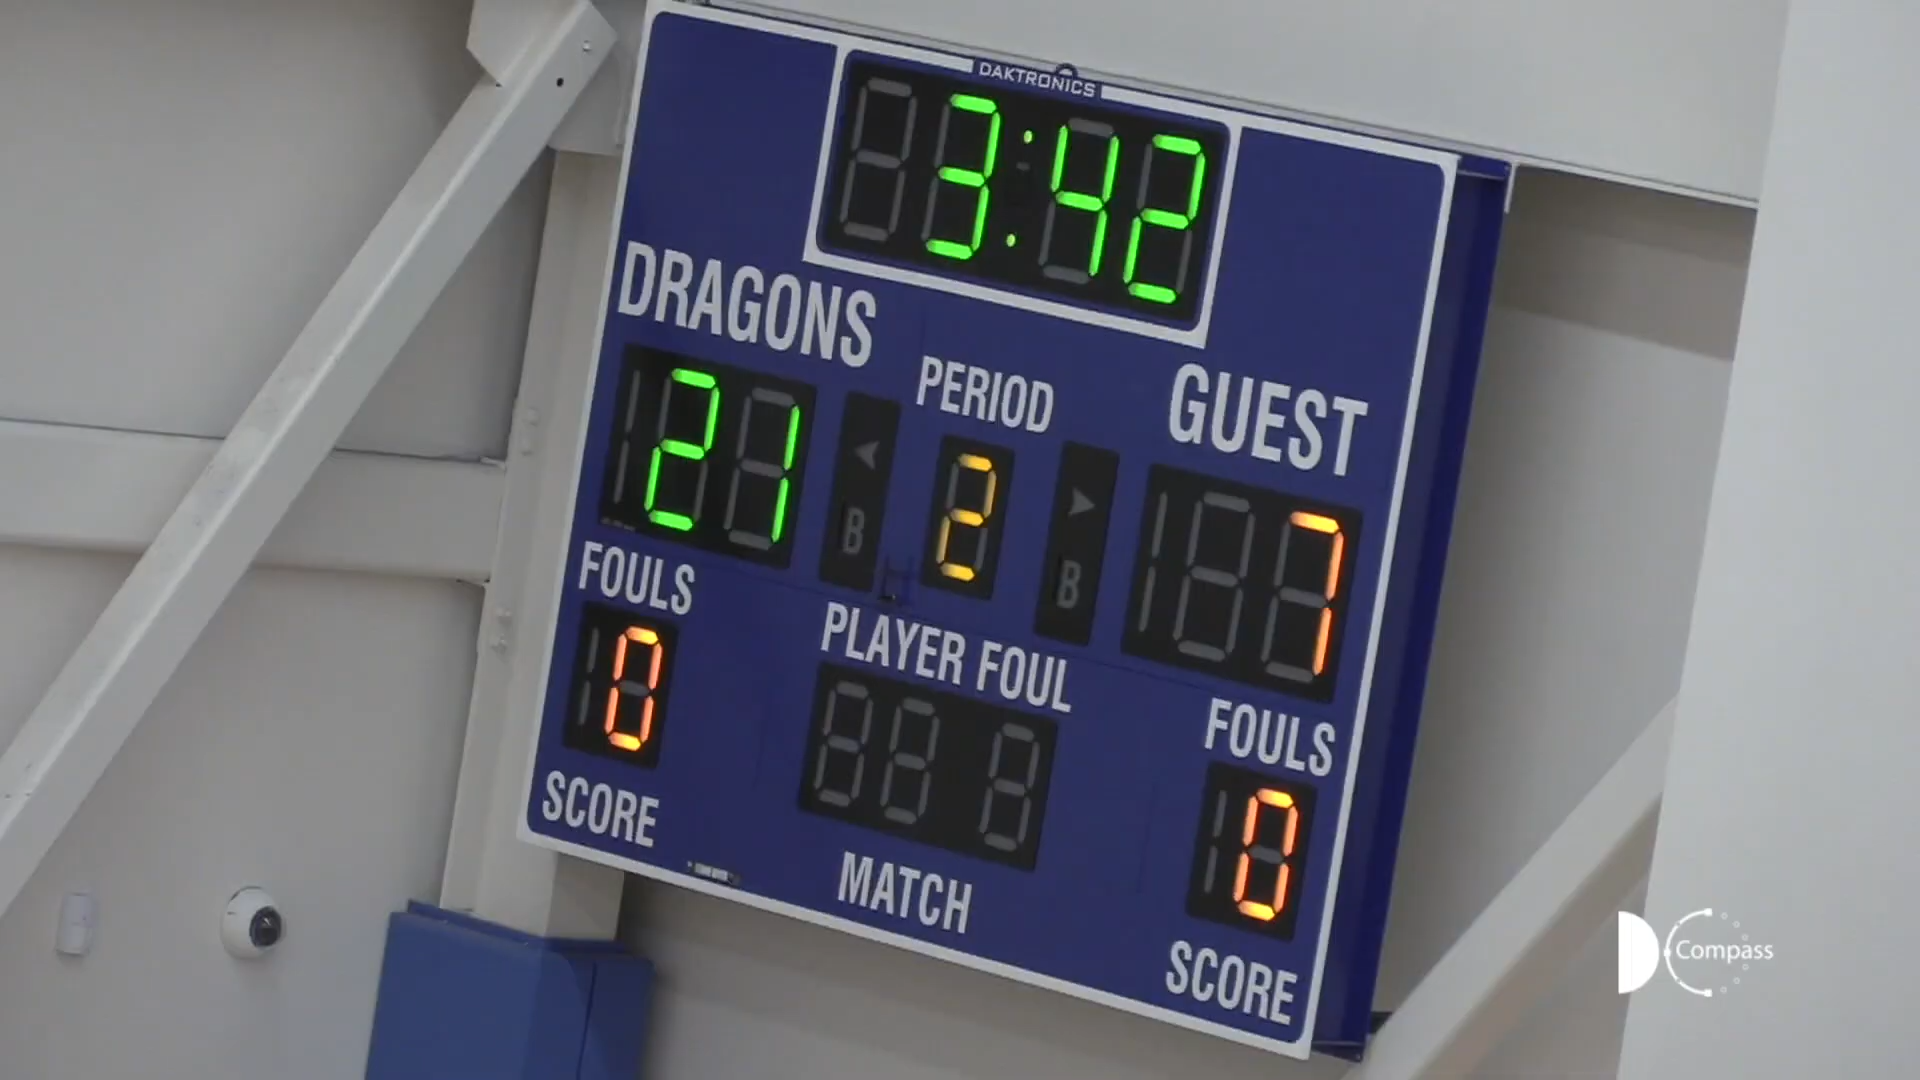 DAKTRONICS
3:42
DRAGONS
PERIOD
GUEST
21
2
7
B
B
FOULS
PLAYER FOUL
FOULS
0
0
SCORE
MATCH
SCORE
Compass